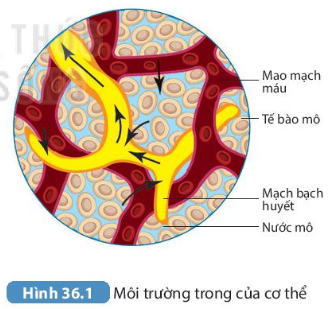 Mao mạch
máu
Tế bào mô
Mạch bạch
huyết
Nước mô
Hình 36.1 Môi trường trong của cơ thể